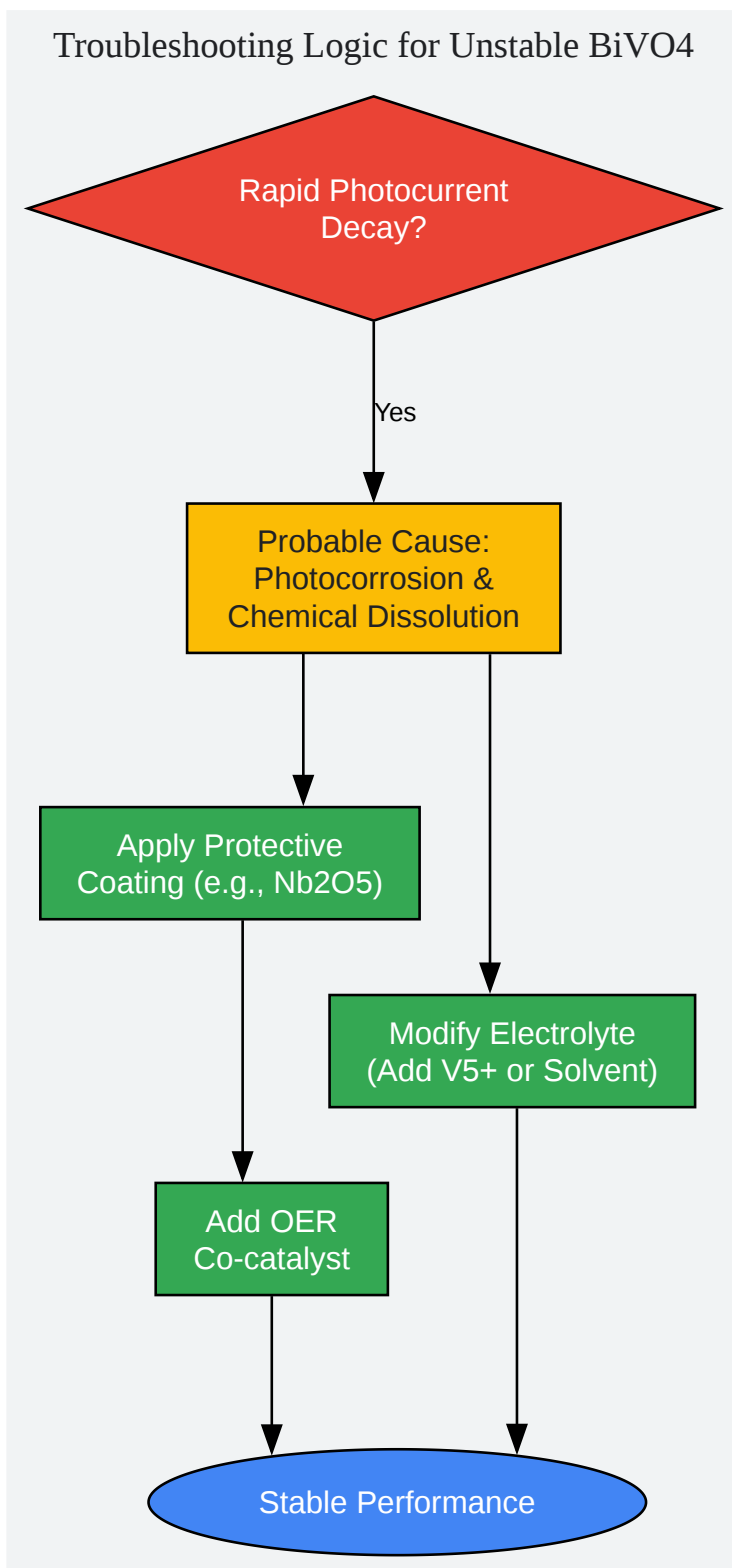 Troubleshooting Logic for Unstable BiVO4
Rapid Photocurrent
Decay?
Yes
Probable Cause:
Photocorrosion &
Chemical Dissolution
Apply Protective
Coating (e.g., Nb2O5)
Modify Electrolyte
(Add V5+ or Solvent)
Add OER
Co-catalyst
Stable Performance